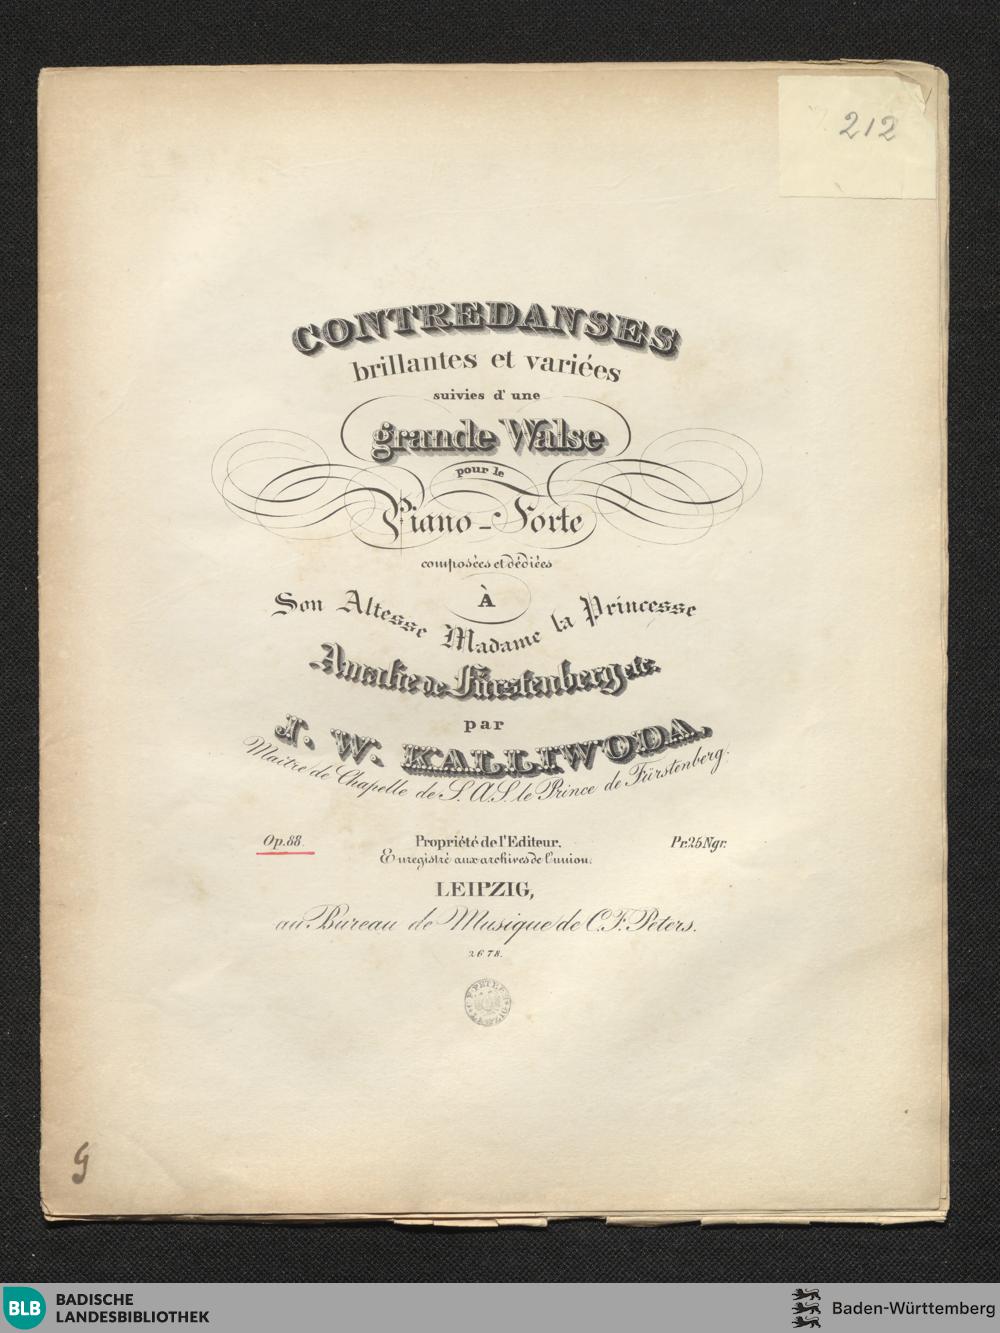 212
CONTREDANSES
brillantes et variées
suivies d'une
grande Walse
pour le
Piano-Forte
composées et dédiées
À
Son Altesse Madame la Princesse
Amalie de Fürstenberg etc.
par
J. W. KALLIWODA.
Maître de Chapelle de S. A. S. le Prince de Fürstenberg.
Op. 88. Propriété de l'Editeur. Pr. 25 Ngr.
Enregistré aux archives de l'union.
LEIPZIG,
au Bureau de Musique de C. F. Peters.
2678.
C. F. PETERS LEIPZIG
G
BLB BADISCHE
LANDESBIBLIOTHEK
Baden-Württemberg